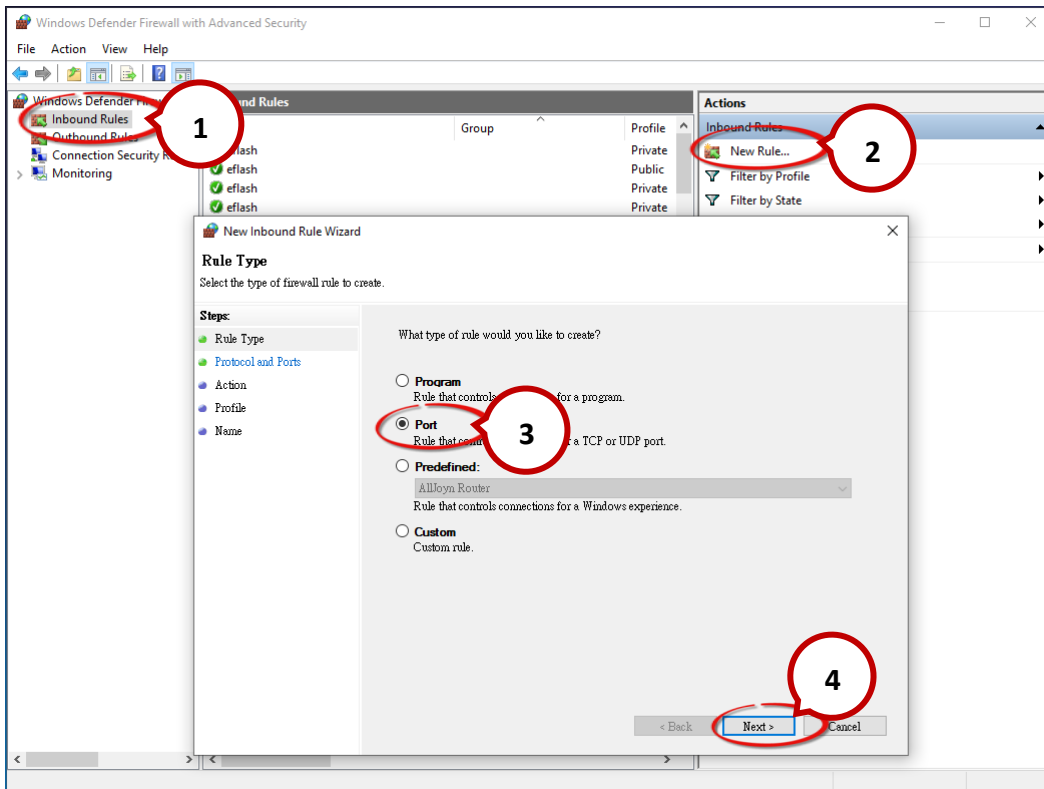 Windows Defender Firewall with Advanced Security
File Action View Help
Windows Defender
Inbound Rules
Outbound Rules
Connection Security
Monitoring
1
Rules
Group Profile
eflash Private
eflash Public
eflash Private
eflash Private
Actions
Inbound Rules
New Rule...
2
Filter by Profile
Filter by State
New Inbound Rule Wizard
Rule Type
Select the type of firewall rule to create.
Steps:
Rule Type
Protocol and Ports
Action
Profile
Name
What type of rule would you like to create?
Program
Rule that controls for a program.
Port
3
Rule that a TCP or UDP port.
Predefined:
AllJoyn Router
Rule that controls connections for a Windows experience.
Custom
Custom rule.
4
< Back Next > Cancel